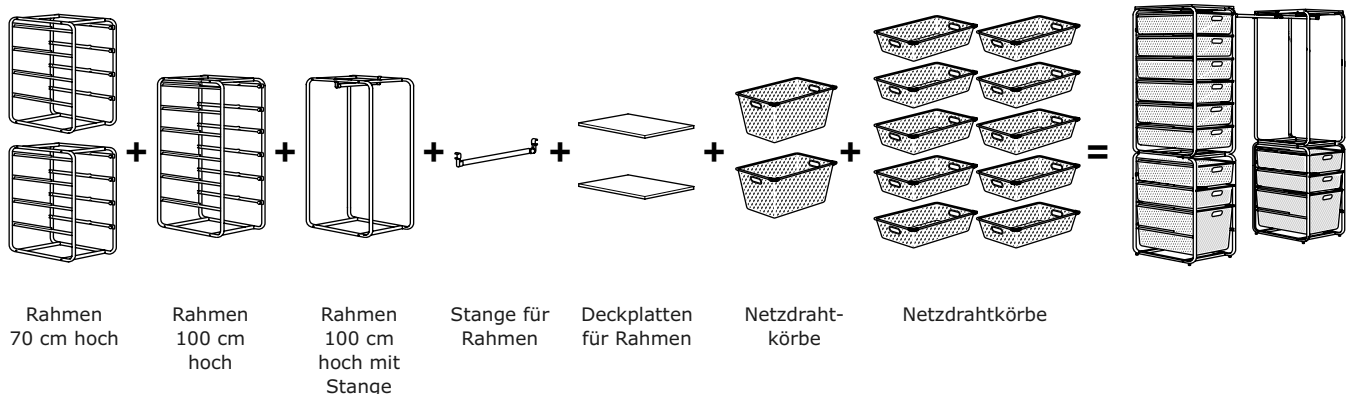 Rahmen
70 cm hoch
Rahmen
100 cm
hoch
Rahmen
100 cm
hoch mit
Stange
Stange für
Rahmen
Deckplatten
für Rahmen
Netzdraht-
körbe
Netzdrahtkörbe